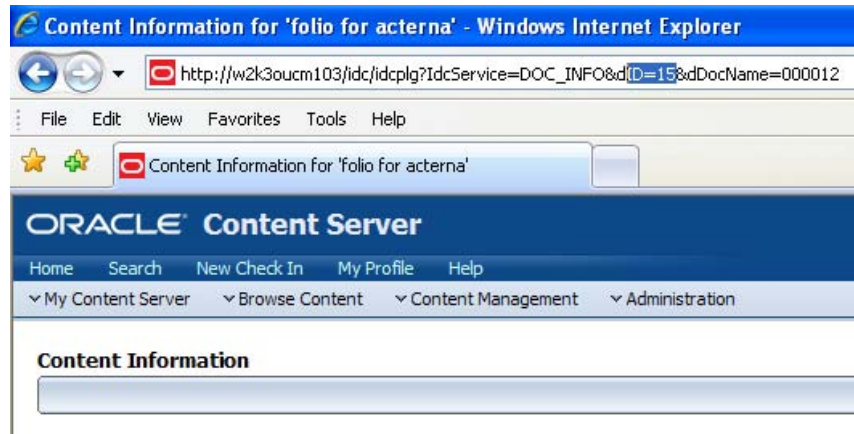 Content Information for 'folio for acterna' - Windows Internet Explorer
http://w2k3oucm103/idc/idcplg?IdcService=DOC_INFO&dID=15&dDocName=000012
File Edit View Favorites Tools Help
Content Information for 'folio for acterna'
ORACLE Content Server
Home Search New Check In My Profile Help
My Content Server Browse Content Content Management Administration
Content Information